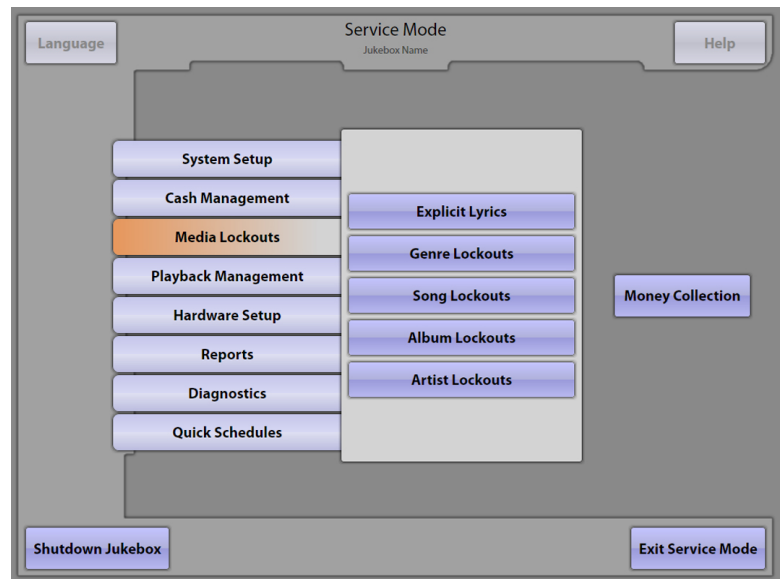 Language
Service Mode
Jukebox Name
Help
System Setup
Cash Management
Media Lockouts
Playback Management
Hardware Setup
Reports
Diagnostics
Quick Schedules
Explicit Lyrics
Genre Lockouts
Song Lockouts
Album Lockouts
Artist Lockouts
Money Collection
Shutdown Jukebox
Exit Service Mode